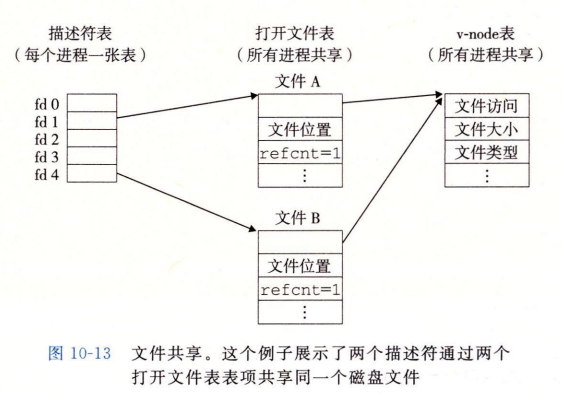 描述符表
（每个进程一张表）
打开文件表
（所有进程共享）
v-node表
（所有进程共享）
fd 0
fd 1
fd 2
fd 3
fd 4
文件 A
文件位置
refcnt=1
⋮
文件 B
文件位置
refcnt=1
⋮
文件访问
文件大小
文件类型
⋮
图 10-13 文件共享。这个例子展示了两个描述符通过两个
打开文件表表项共享同一个磁盘文件